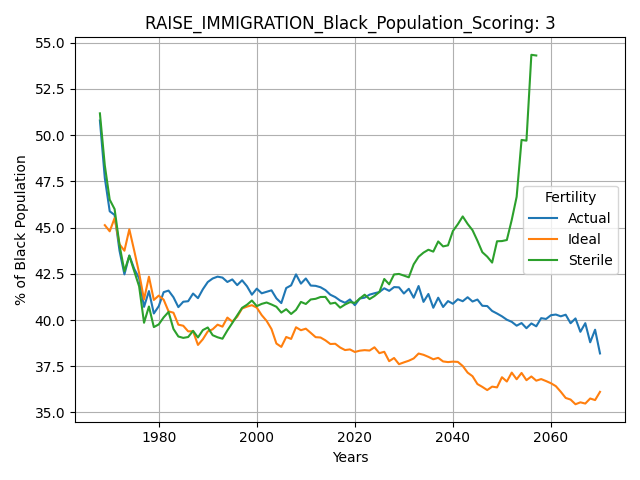 RAISE_IMMIGRATION_Black_Population_Scoring: 3
% of Black Population
55.0
52.5
50.0
47.5
45.0
42.5
40.0
37.5
35.0
Fertility
Actual
Ideal
Sterile
1980
2000
2020
2040
2060
Years